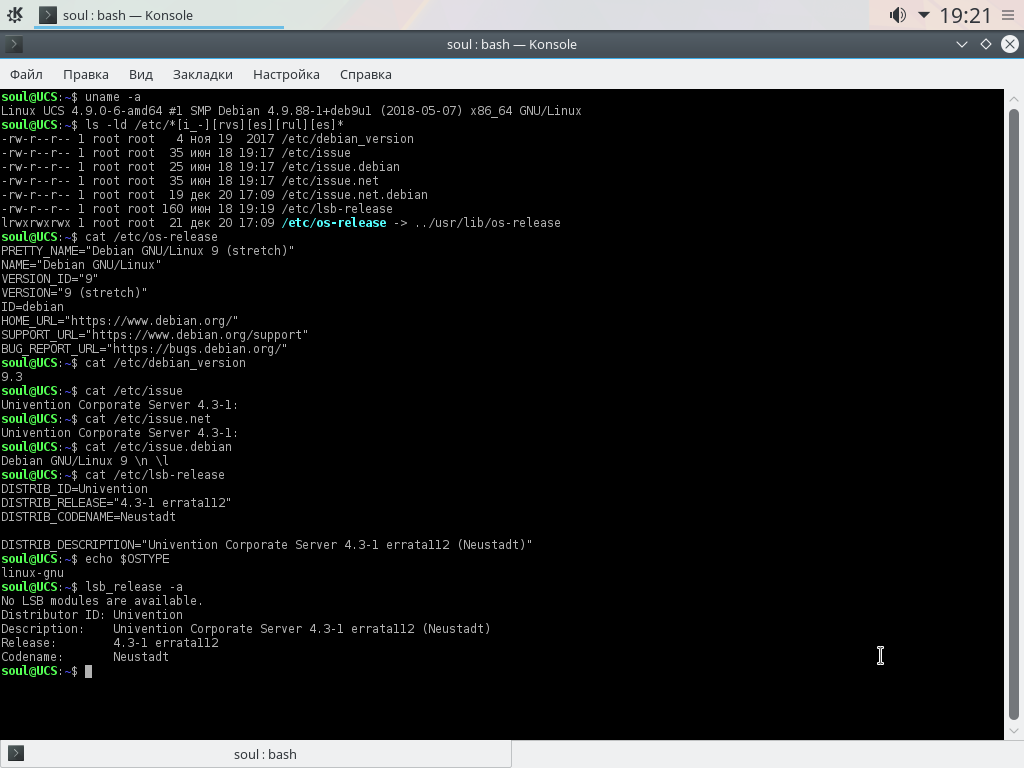 soul : bash — Konsole
19:21
soul : bash — Konsole
Файл Правка Вид Закладки Настройка Справка
soul@UCS:~$ uname -a
Linux UCS 4.9.0-6-amd64 #1 SMP Debian 4.9.88-1+deb9u1 (2018-05-07) x86_64 GNU/Linux
soul@UCS:~$ ls -ld /etc/*[i_-][rvs][es][rul][es]*
-rw-r--r-- 1 root root   4 ноя 19  2017 /etc/debian_version
-rw-r--r-- 1 root root  35 июн 18 19:17 /etc/issue
-rw-r--r-- 1 root root  25 июн 18 19:17 /etc/issue.debian
-rw-r--r-- 1 root root  35 июн 18 19:17 /etc/issue.net
-rw-r--r-- 1 root root  19 дек 20 17:09 /etc/issue.net.debian
-rw-r--r-- 1 root root 160 июн 18 19:19 /etc/lsb-release
lrwxrwxrwx 1 root root  21 дек 20 17:09 /etc/os-release -> ../usr/lib/os-release
soul@UCS:~$ cat /etc/os-release
PRETTY_NAME="Debian GNU/Linux 9 (stretch)"
NAME="Debian GNU/Linux"
VERSION_ID="9"
VERSION="9 (stretch)"
ID=debian
HOME_URL="https://www.debian.org/"
SUPPORT_URL="https://www.debian.org/support"
BUG_REPORT_URL="https://bugs.debian.org/"
soul@UCS:~$ cat /etc/debian_version
9.3
soul@UCS:~$ cat /etc/issue
Univention Corporate Server 4.3-1:
soul@UCS:~$ cat /etc/issue.net
Univention Corporate Server 4.3-1:
soul@UCS:~$ cat /etc/issue.debian
Debian GNU/Linux 9 \n \l
soul@UCS:~$ cat /etc/lsb-release
DISTRIB_ID=Univention
DISTRIB_RELEASE="4.3-1 errata112"
DISTRIB_CODENAME=Neustadt
DISTRIB_DESCRIPTION="Univention Corporate Server 4.3-1 errata112 (Neustadt)"
soul@UCS:~$ echo $OSTYPE
linux-gnu
soul@UCS:~$ lsb_release -a
No LSB modules are available.
Distributor ID: Univention
Description:    Univention Corporate Server 4.3-1 errata112 (Neustadt)
Release:        4.3-1 errata112
Codename:       Neustadt
soul@UCS:~$
soul : bash